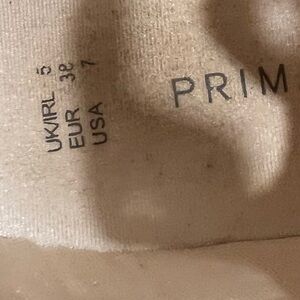 UK/IRL 5
EUR 38
USA 7
PRIM